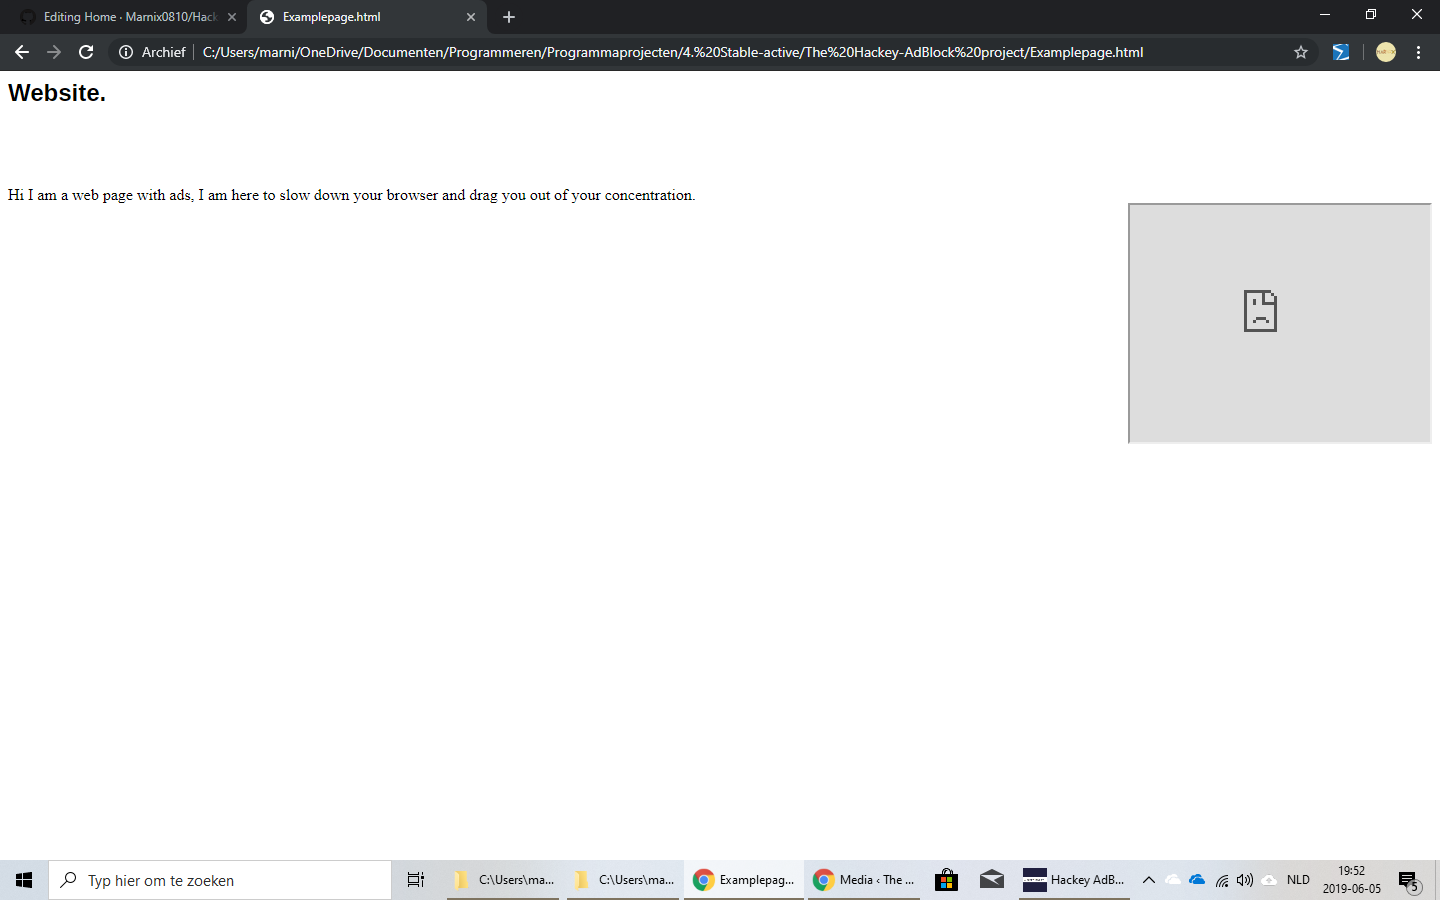 Editing Home · Marnix0810/Hack
Examplepage.html
Archief
C:/Users/marni/OneDrive/Documenten/Programmeren/Programmaprojecten/4.%20Stable-active/The%20Hackey-AdBlock%20project/Examplepage.html
Website.
Hi I am a web page with ads, I am here to slow down your browser and drag you out of your concentration.
Typ hier om te zoeken
C:\Users\ma...
C:\Users\ma...
Examplepag...
Media ‹ The ...
Hackey AdB...
NLD
19:52
2019-06-05
5